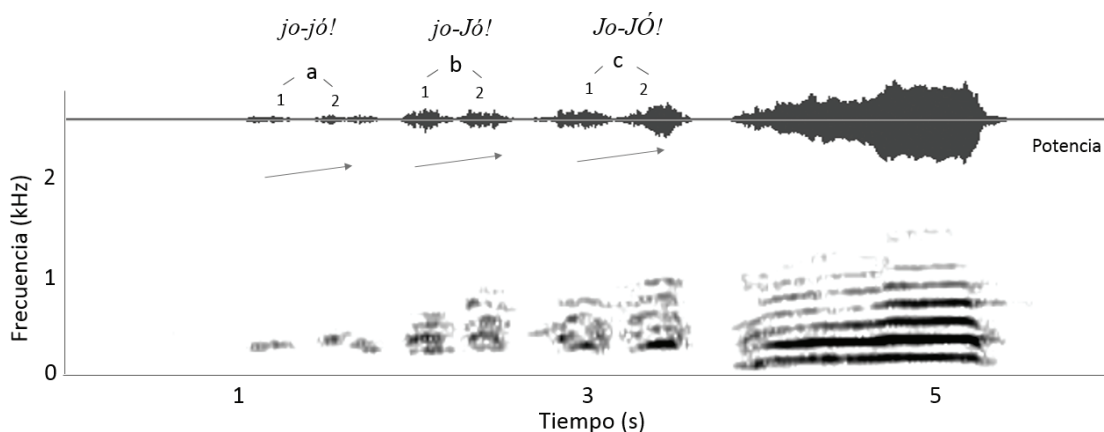 jo-jó! jo-Jó! Jo-JÓ!
a b c
1 2 1 2 1 2
Potencia
2
Frecuencia (kHz)
1
0
1 3 5
Tiempo (s)